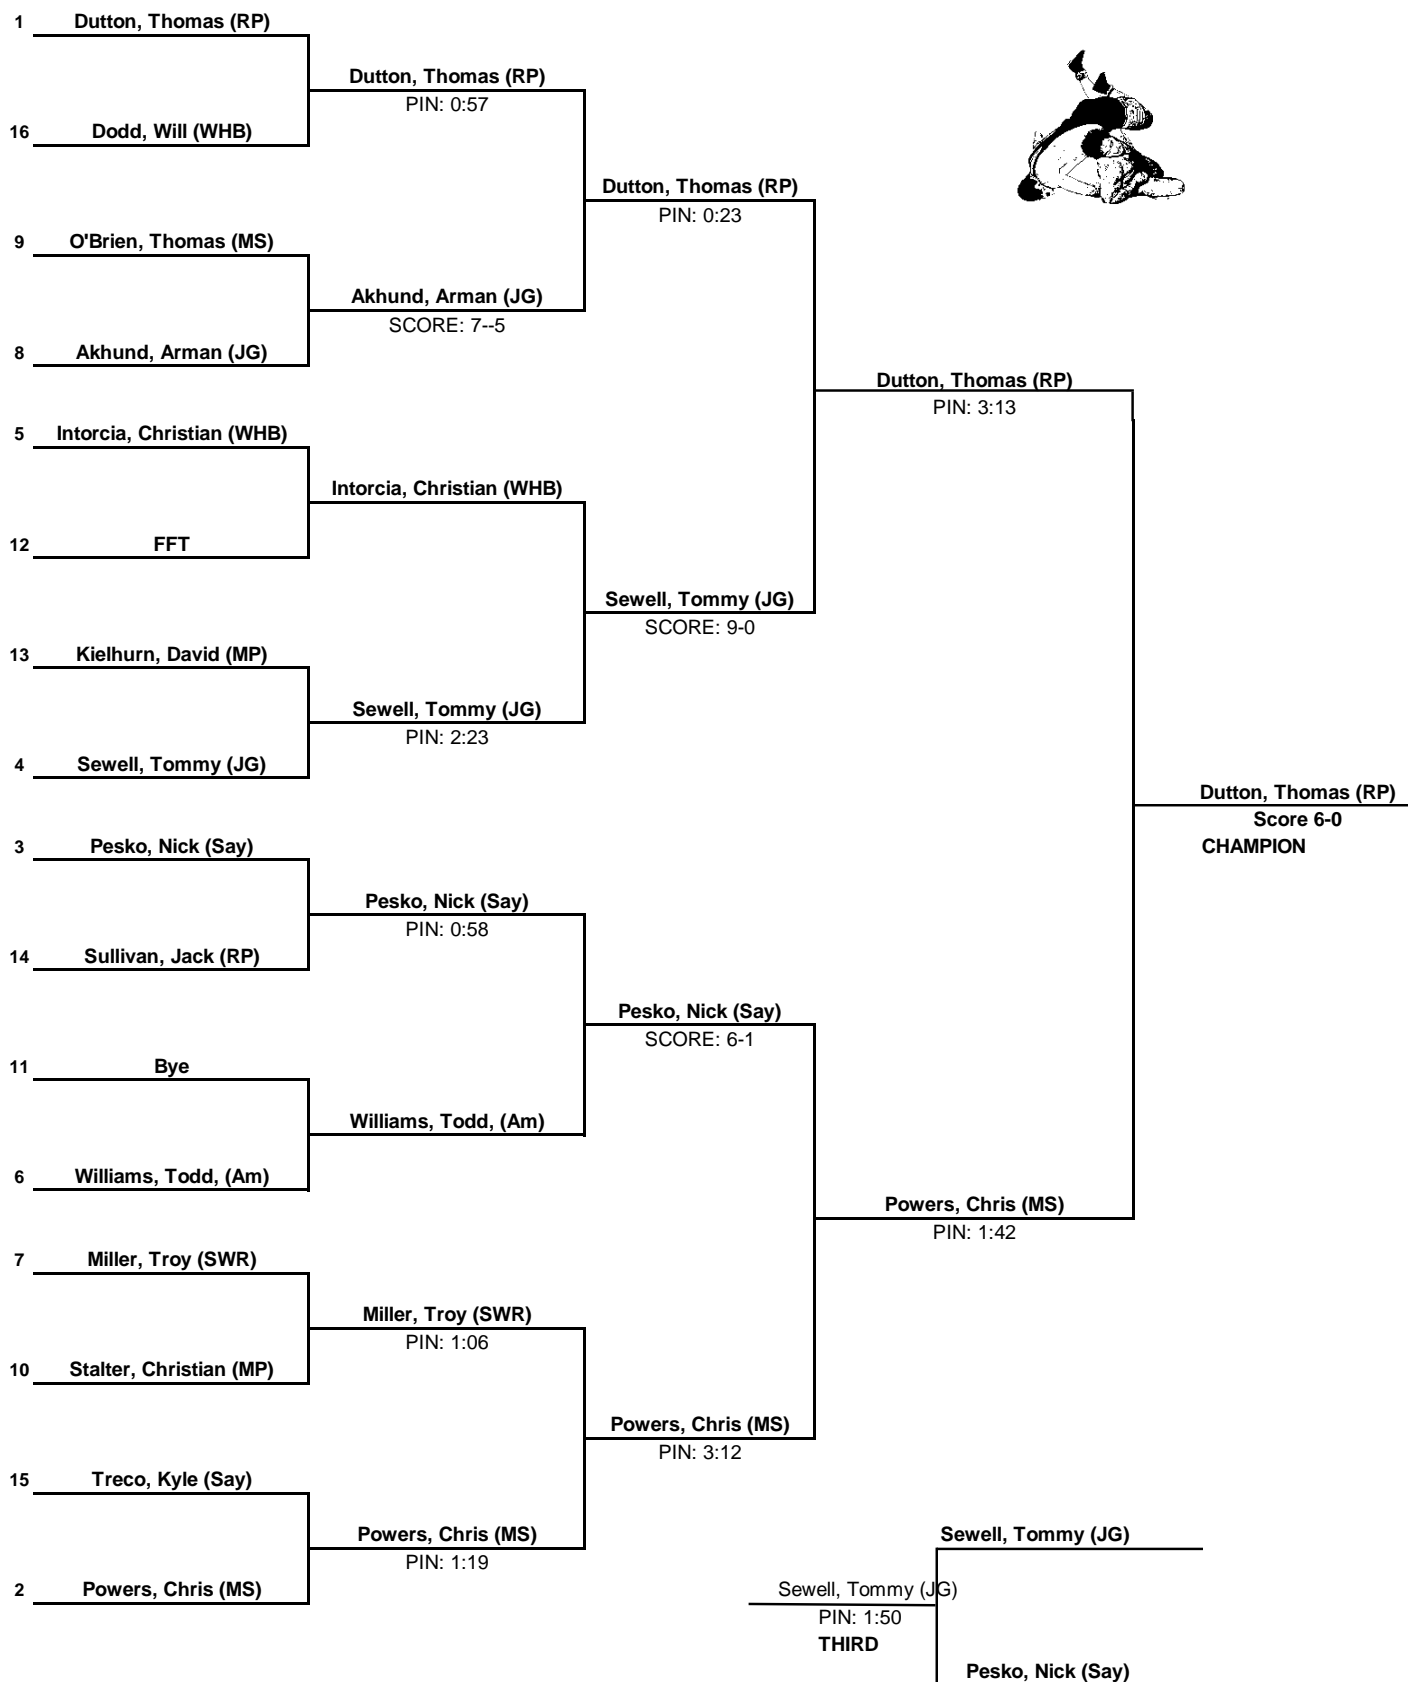 1 Dutton, Thomas (RP)
Dutton, Thomas (RP)
PIN: 0:57
16 Dodd, Will (WHB)
Dutton, Thomas (RP)
PIN: 0:23
9 O'Brien, Thomas (MS)
Akhund, Arman (JG)
SCORE: 7--5
8 Akhund, Arman (JG)
Dutton, Thomas (RP)
PIN: 3:13
5 Intorcia, Christian (WHB)
Intorcia, Christian (WHB)
12 FFT
Sewell, Tommy (JG)
SCORE: 9-0
13 Kielhurn, David (MP)
Sewell, Tommy (JG)
PIN: 2:23
4 Sewell, Tommy (JG)
Dutton, Thomas (RP)
Score 6-0
CHAMPION
3 Pesko, Nick (Say)
Pesko, Nick (Say)
PIN: 0:58
14 Sullivan, Jack (RP)
Pesko, Nick (Say)
SCORE: 6-1
11 Bye
Williams, Todd, (Am)
6 Williams, Todd, (Am)
Powers, Chris (MS)
PIN: 1:42
7 Miller, Troy (SWR)
Miller, Troy (SWR)
PIN: 1:06
10 Stalter, Christian (MP)
Powers, Chris (MS)
PIN: 3:12
15 Treco, Kyle (Say)
Powers, Chris (MS)
PIN: 1:19
2 Powers, Chris (MS)
Sewell, Tommy (JG)
Sewell, Tommy (JG)
PIN: 1:50
THIRD
Pesko, Nick (Say)